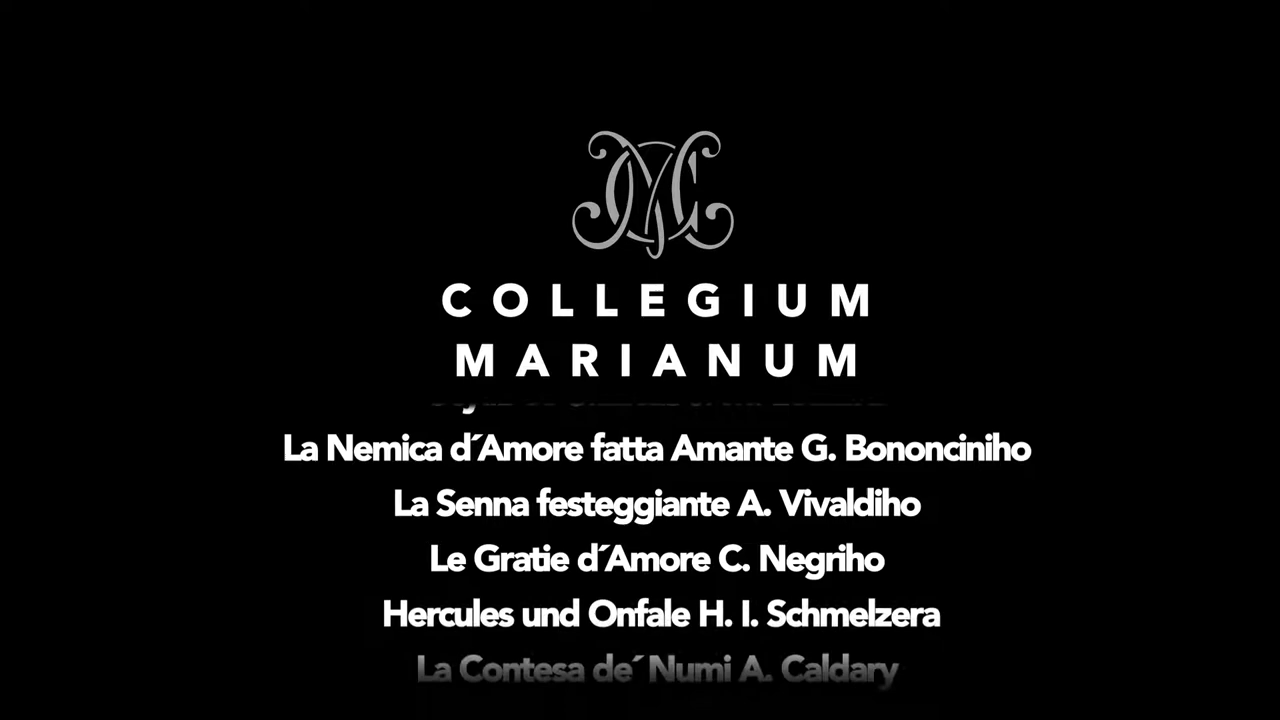 COLLEGIUM
MARIANUM
La Nemica d´Amore fatta Amante G. Bononciniho
La Senna festeggiante A. Vivaldiho
Le Gratie d´Amore C. Negriho
Hercules und Onfale H. I. Schmelzera
La Contesa de´ Numi A. Caldary